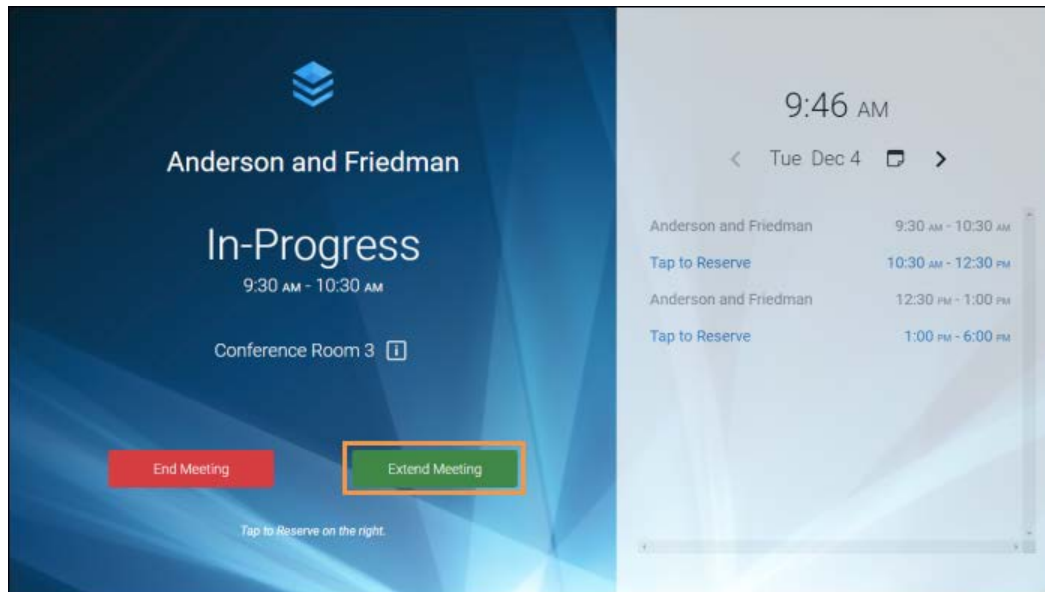 Anderson and Friedman
In-Progress
9:30 AM - 10:30 AM
Conference Room 3 i
End Meeting
Extend Meeting
Tap to Reserve on the right.
9:46 AM
Tue Dec 4
Anderson and Friedman 9:30 AM - 10:30 AM
Tap to Reserve 10:30 AM - 12:30 PM
Anderson and Friedman 12:30 PM - 1:00 PM
Tap to Reserve 1:00 PM - 6:00 PM